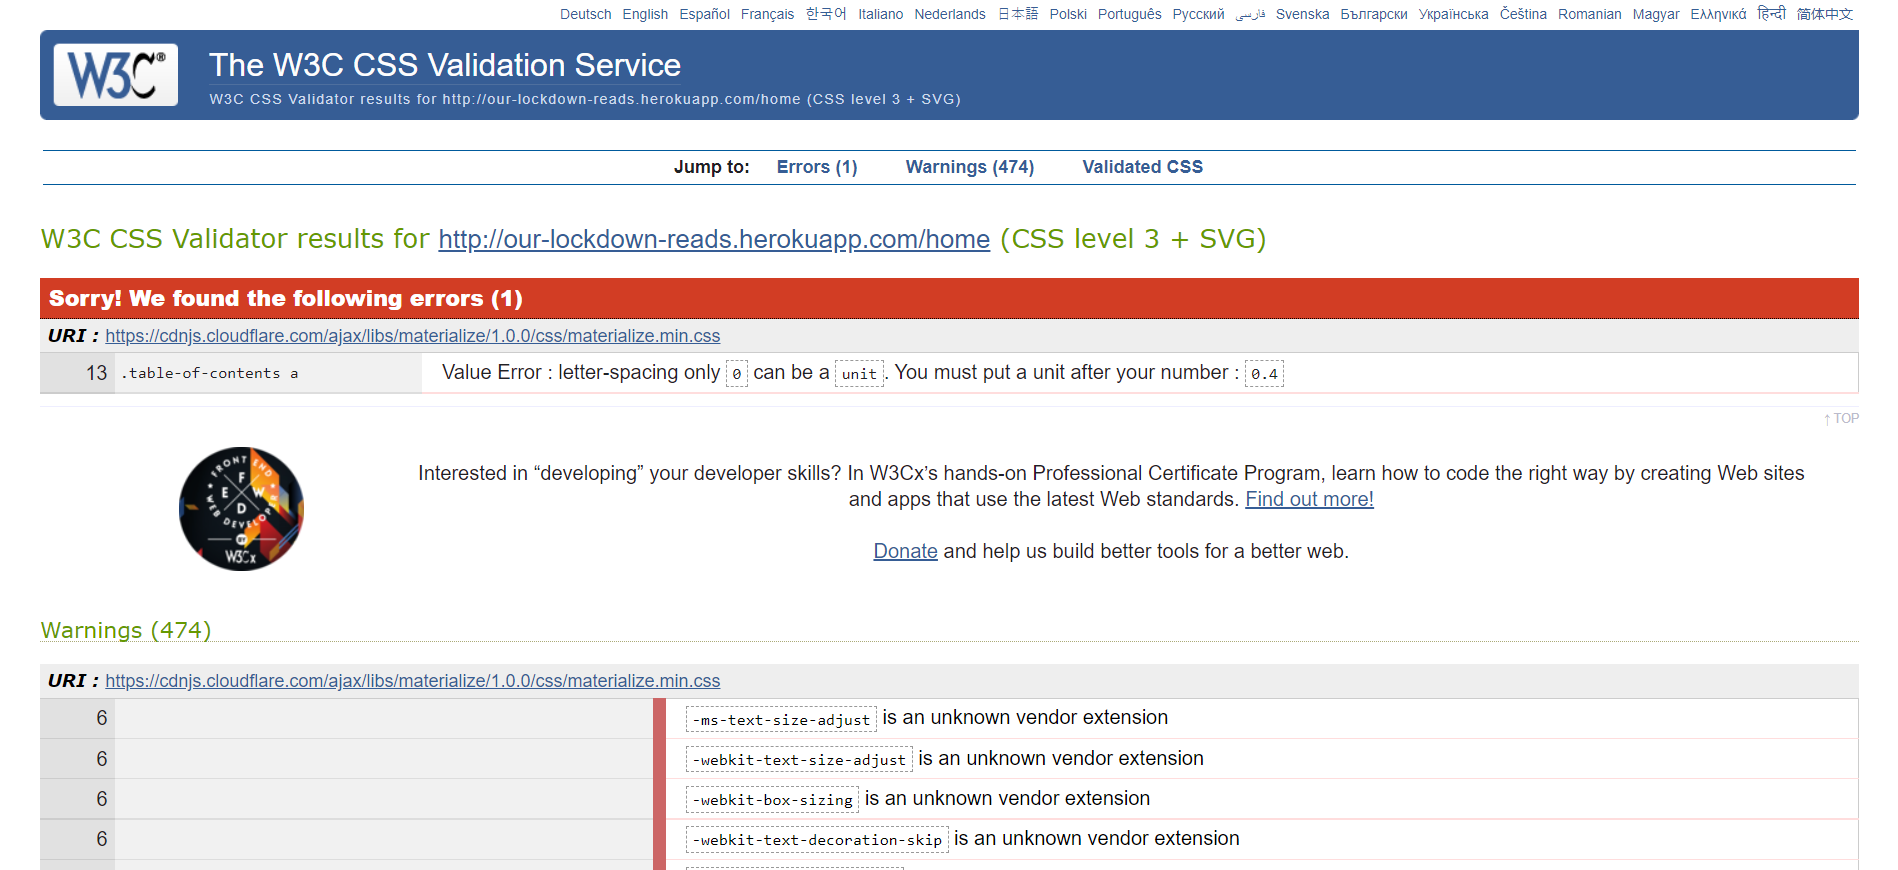 Deutsch English Español Français 한국어 Italiano Nederlands 日本語 Polski Português Русский فارسی Svenska Български Українська Čeština Romanian Magyar Ελληνικά हिन्दी 简体中文
W3C®
The W3C CSS Validation Service
W3C CSS Validator results for http://our-lockdown-reads.herokuapp.com/home (CSS level 3 + SVG)
Jump to: Errors (1) Warnings (474) Validated CSS
W3C CSS Validator results for http://our-lockdown-reads.herokuapp.com/home (CSS level 3 + SVG)
Sorry! We found the following errors (1)
URI : https://cdnjs.cloudflare.com/ajax/libs/materialize/1.0.0/css/materialize.min.css
13 .table-of-contents a Value Error : letter-spacing only 0 can be a unit. You must put a unit after your number : 0.4
↑ TOP
FRONT END
F
E W
D
WEB DEVELOPER
BY
W3Cx
Interested in “developing” your developer skills? In W3Cx’s hands-on Professional Certificate Program, learn how to code the right way by creating Web sites
and apps that use the latest Web standards. Find out more!
Donate and help us build better tools for a better web.
Warnings (474)
URI : https://cdnjs.cloudflare.com/ajax/libs/materialize/1.0.0/css/materialize.min.css
6 -ms-text-size-adjust is an unknown vendor extension
6 -webkit-text-size-adjust is an unknown vendor extension
6 -webkit-box-sizing is an unknown vendor extension
6 -webkit-text-decoration-skip is an unknown vendor extension